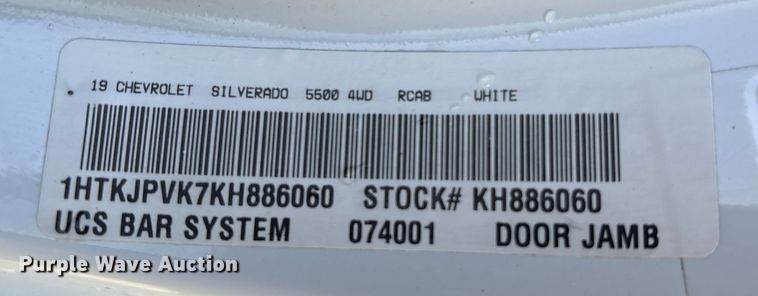 19 CHEVROLET SILVERADO 5500 4WD RCAB WHITE
1HTKJPVK7KH886060 STOCK# KH886060
UCS BAR SYSTEM 074001 DOOR JAMB
Purple Wave Auction